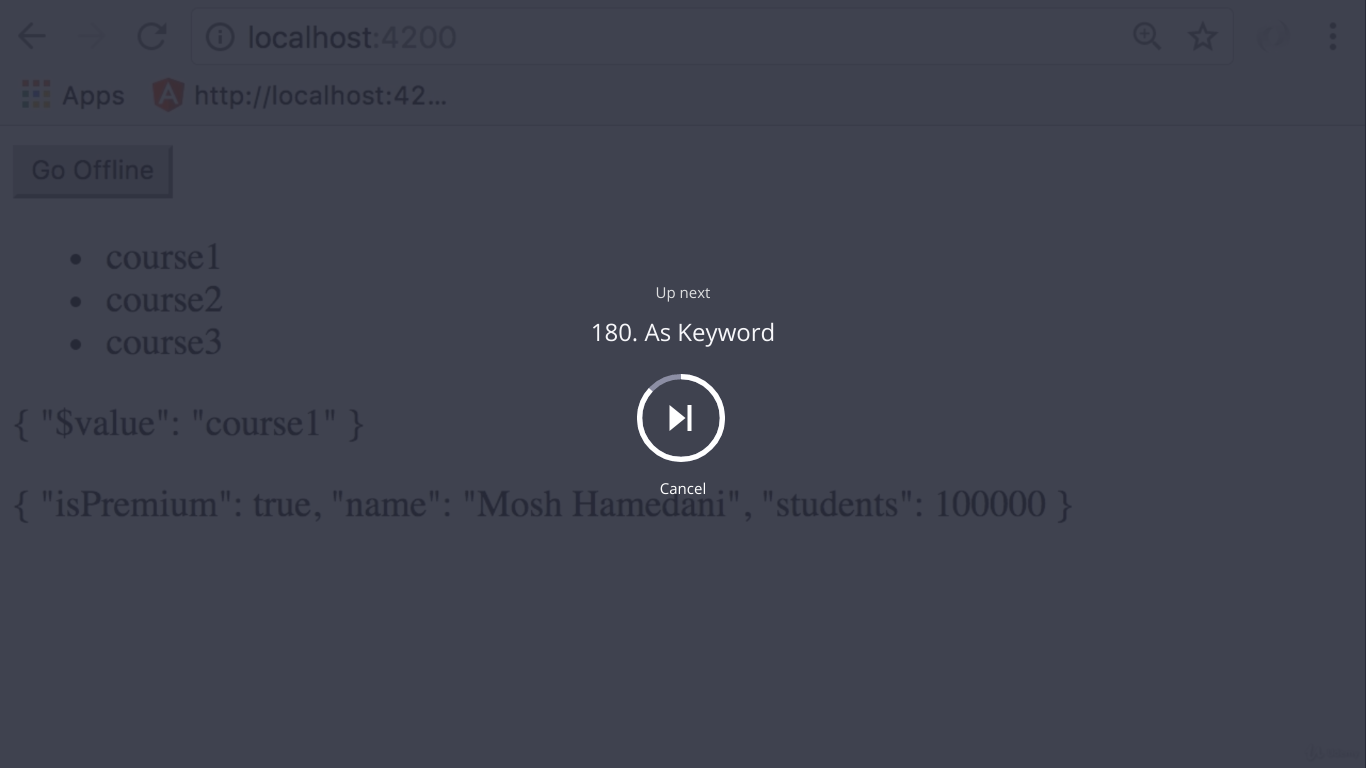 localhost:4200
Apps
http://localhost:42...
Go Offline
• course1
• course2
• course3
Up next
180. As Keyword
{ "$value": "course1" }
Cancel
{ "isPremium": true, "name": "Mosh Hamedani", "students": 100000 }